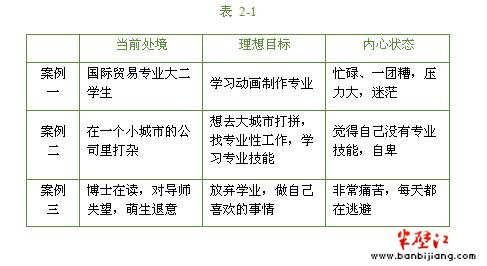 表 2-1
当前处境 理想目标 内心状态
案例 国际贸易专业大二 学习动画制作专业 忙碌、一团糟，压
一 学生 力大，迷茫
案例 在一个小城市的公 想去大城市打拼， 觉得自己没有专业
二 司里打杂 找专业性工作，学 技能，自卑
习专业技能
案例 博士在读，对导师 放弃学业，做自己 非常痛苦，每天都
三 失望，萌生退意 喜欢的事情 在逃避
半壁江
www.banbijiang.com